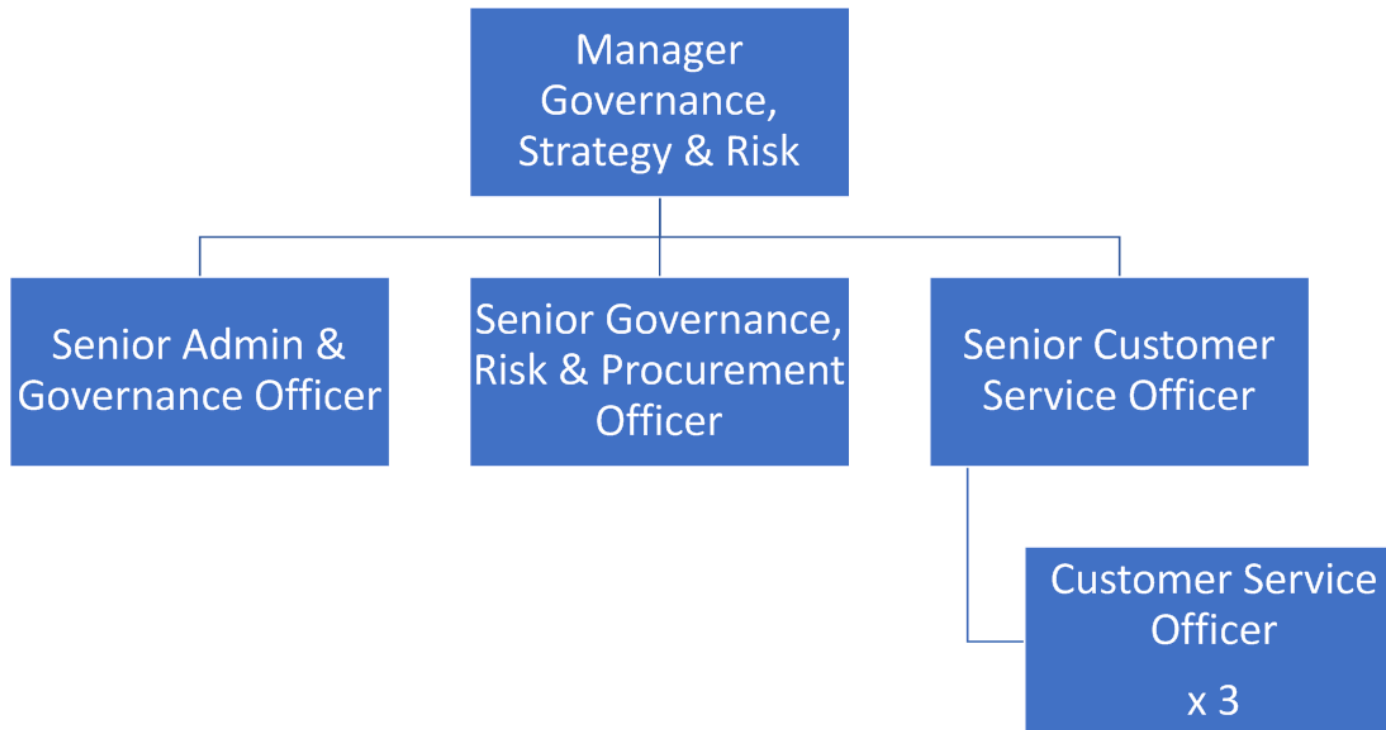 Manager
Governance,
Strategy & Risk
Senior Admin &
Governance Officer
Senior Governance,
Risk & Procurement
Officer
Senior Customer
Service Officer
Customer Service
Officer
x 3